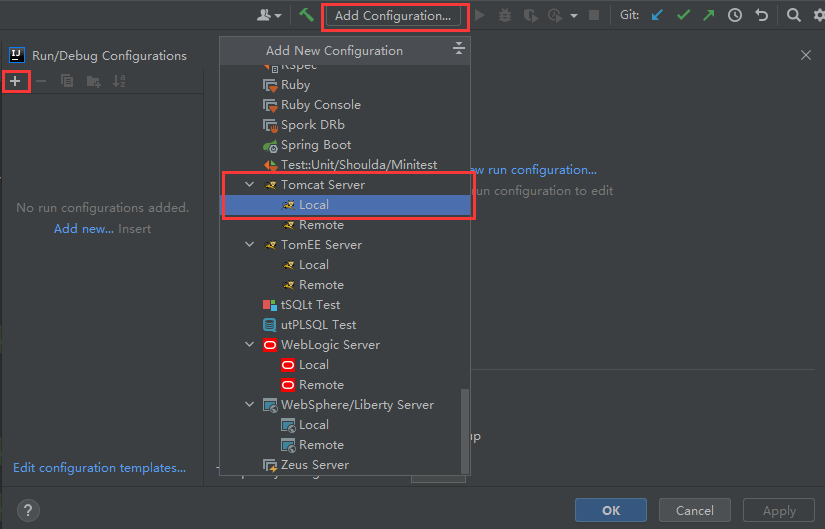 Add Configuration...
Git:
Run/Debug Configurations
Add New Configuration
RSpec
Ruby
Ruby Console
Spork DRb
Spring Boot
Test::Unit/Shoulda/Minitest
Tomcat Server
Local
Remote
TomEE Server
Local
Remote
tSQLt Test
utPLSQL Test
WebLogic Server
Local
Remote
WebSphere/Liberty Server
Local
Remote
Zeus Server
No run configurations added.
Add new... Insert
run configuration...
run configuration to edit
Edit configuration templates...
?
OK
Cancel
Apply